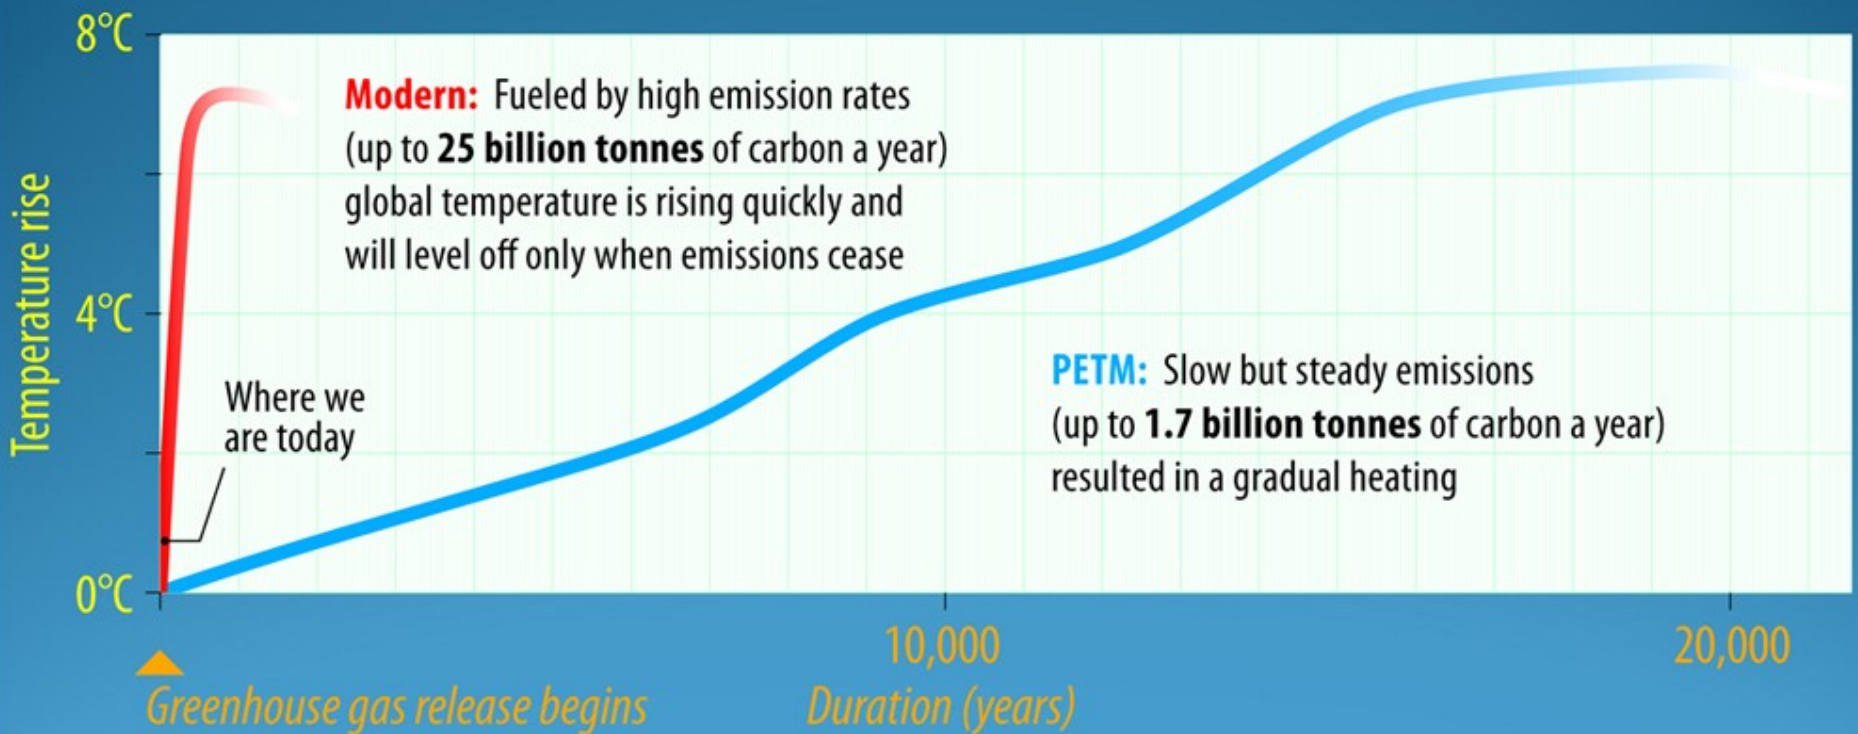 8°C
4°C
0°C
Temperature rise
Modern: Fueled by high emission rates
(up to 25 billion tonnes of carbon a year)
global temperature is rising quickly and
will level off only when emissions cease
Where we
are today
PETM: Slow but steady emissions
(up to 1.7 billion tonnes of carbon a year)
resulted in a gradual heating
10,000
20,000
Greenhouse gas release begins
Duration (years)